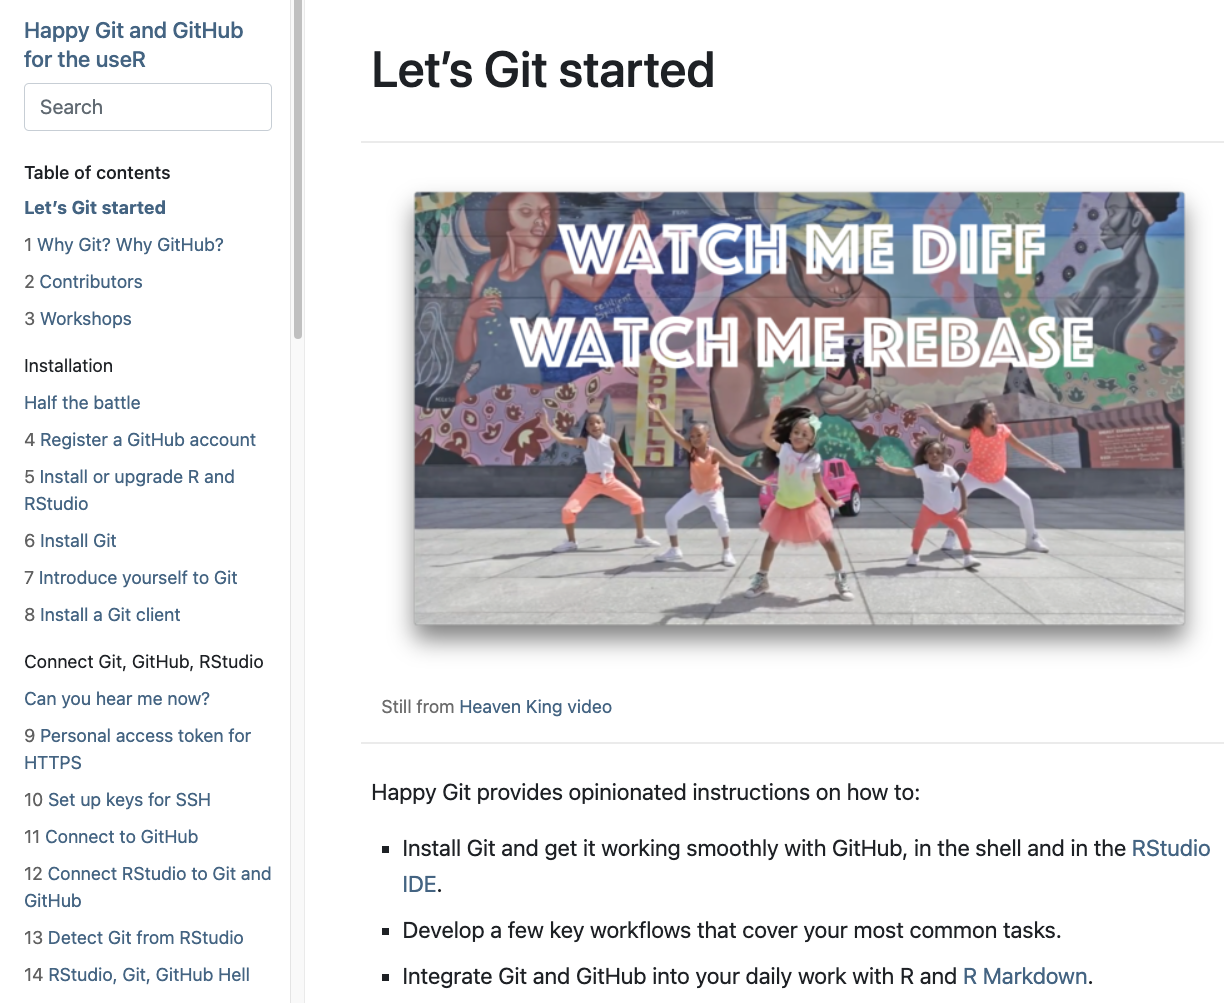 Happy Git and GitHub
for the useR
Search
Table of contents
Let’s Git started
1 Why Git? Why GitHub?
2 Contributors
3 Workshops
Installation
Half the battle
4 Register a GitHub account
5 Install or upgrade R and
RStudio
6 Install Git
7 Introduce yourself to Git
8 Install a Git client
Connect Git, GitHub, RStudio
Can you hear me now?
9 Personal access token for
HTTPS
10 Set up keys for SSH
11 Connect to GitHub
12 Connect RStudio to Git and
GitHub
13 Detect Git from RStudio
14 RStudio, Git, GitHub Hell
Let’s Git started
WATCH ME DIFF
WATCH ME REBASE
APOLLO
Still from Heaven King video
Happy Git provides opinionated instructions on how to:
Install Git and get it working smoothly with GitHub, in the shell and in the RStudio
IDE.
Develop a few key workflows that cover your most common tasks.
Integrate Git and GitHub into your daily work with R and R Markdown.